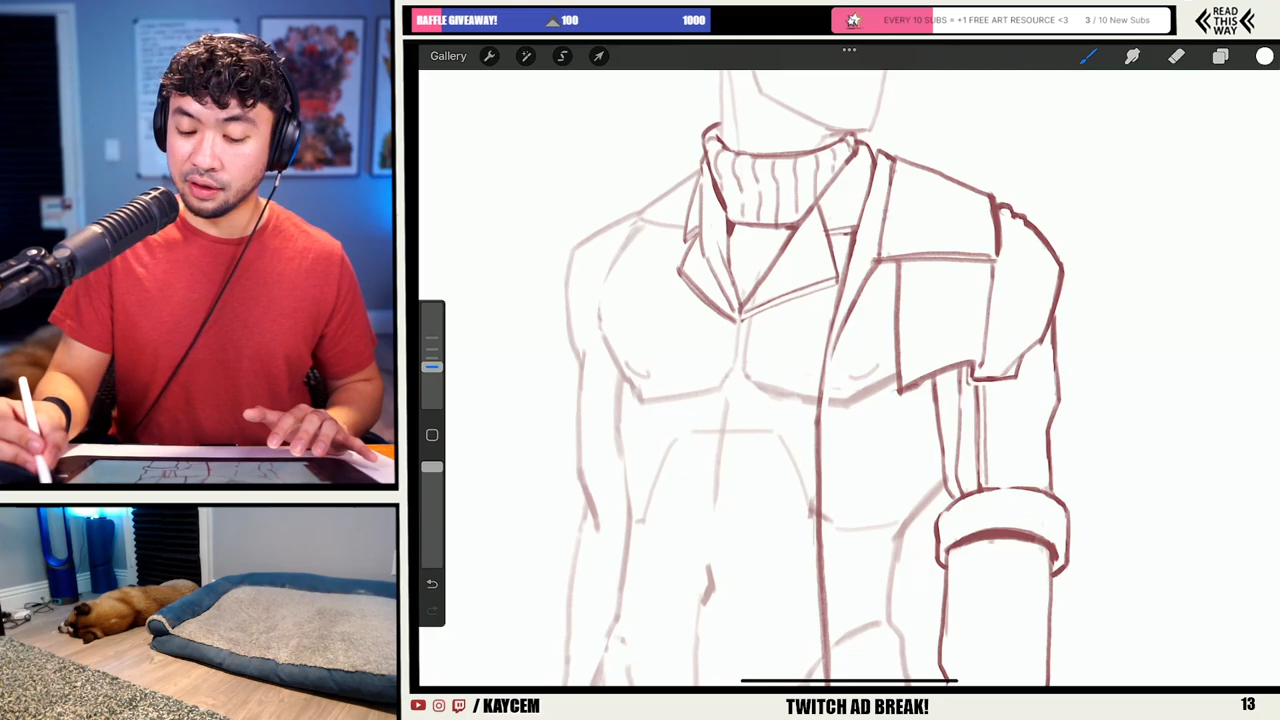 RAFFLE GIVEAWAY!
100
1000
EVERY 10 SUBS = +1 FREE ART RESOURCE <3
3 / 10 New Subs
READ
THIS
WAY
Gallery
/ KAYCEM
TWITCH AD BREAK!
13